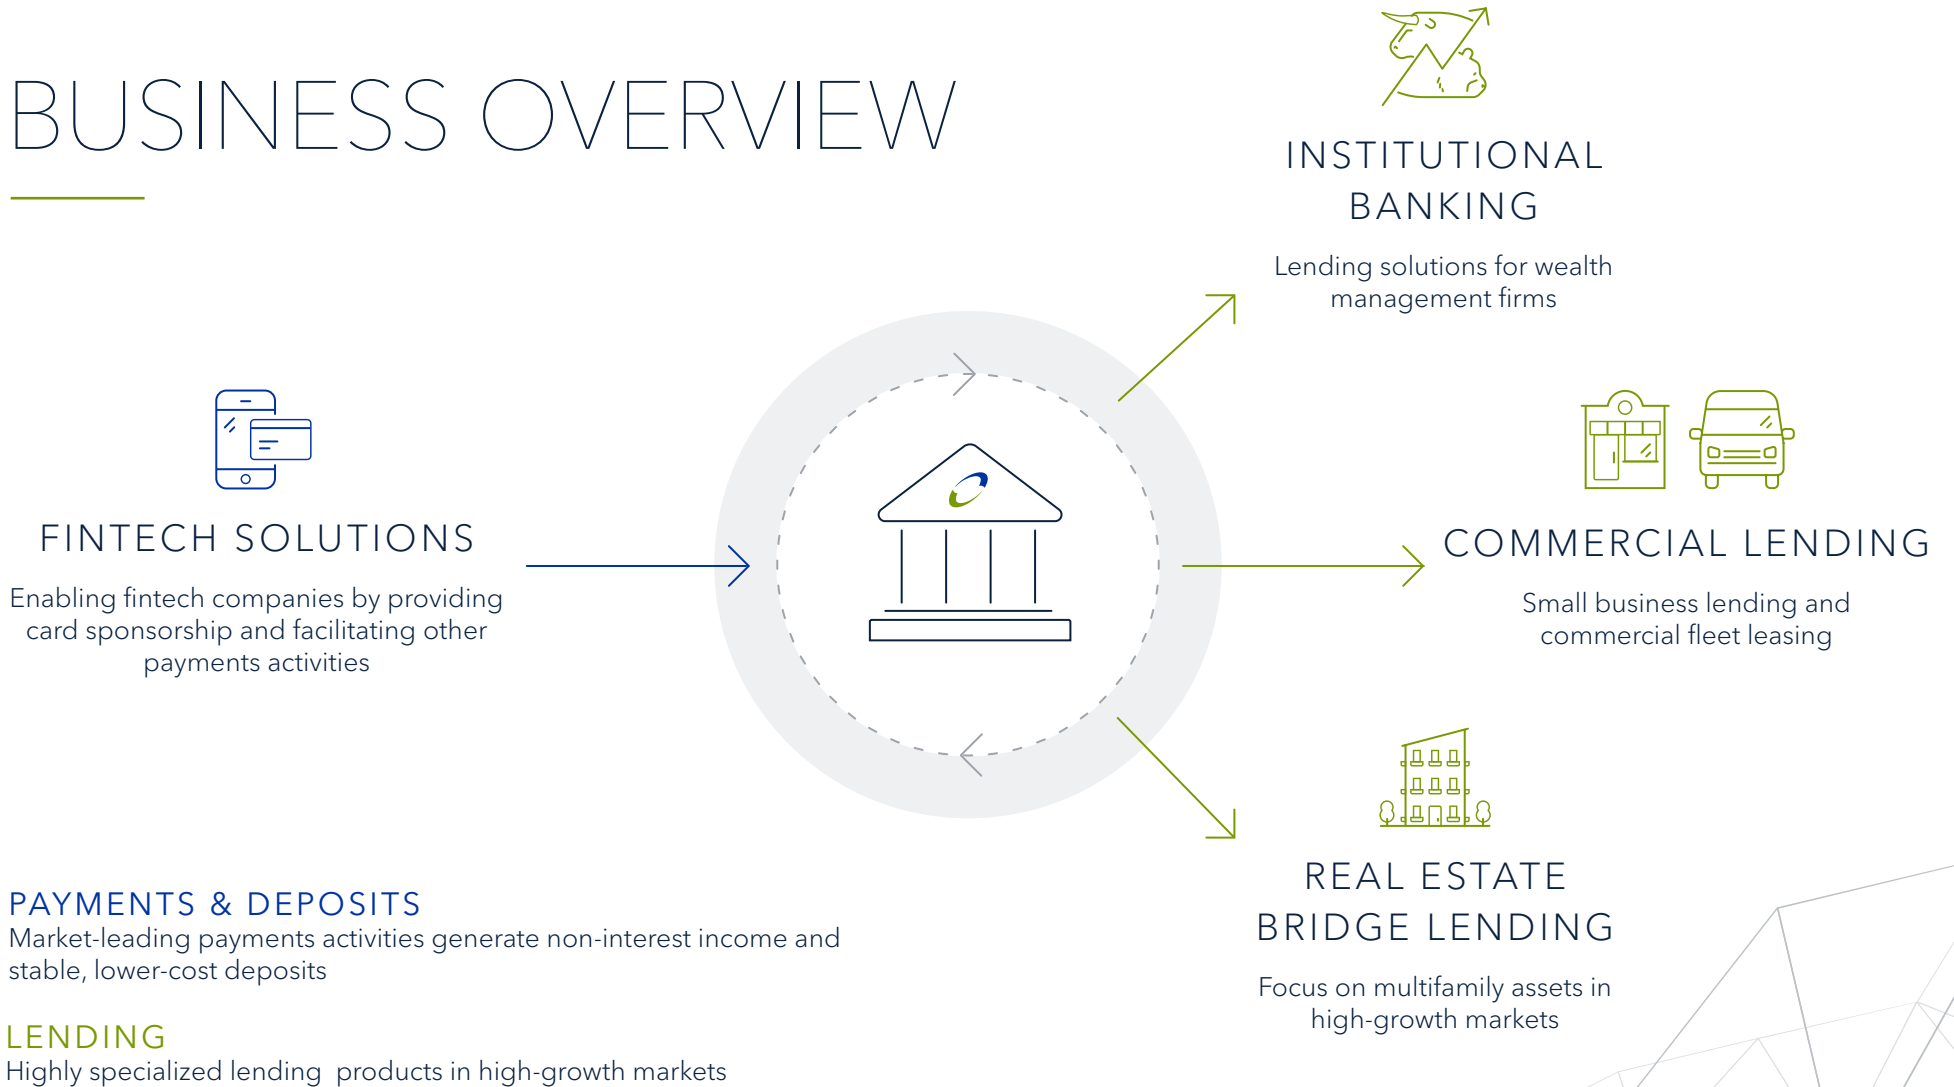 BUSINESS OVERVIEW
INSTITUTIONAL
BANKING
Lending solutions for wealth
management firms
FINTECH SOLUTIONS
Enabling fintech companies by providing
card sponsorship and facilitating other
payments activities
COMMERCIAL LENDING
Small business lending and
commercial fleet leasing
REAL ESTATE
BRIDGE LENDING
Focus on multifamily assets in
high-growth markets
PAYMENTS & DEPOSITS
Market-leading payments activities generate non-interest income and
stable, lower-cost deposits
LENDING
Highly specialized lending products in high-growth markets